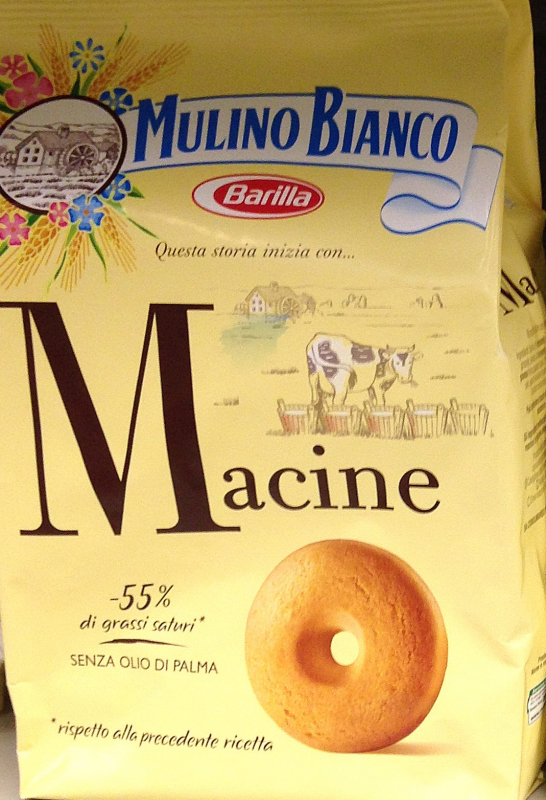 MULINO BIANCO
Barilla
Questa storia inizia con...
Macine
-55%
di grassi saturi*
SENZA OLIO DI PALMA
*rispetto alla precedente ricetta
Ma